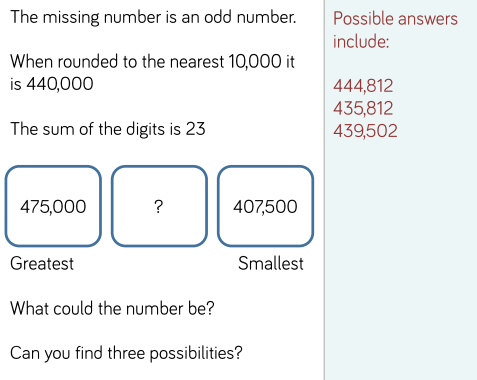 The missing number is an odd number.
When rounded to the nearest 10,000 it
is 440,000
The sum of the digits is 23
475,000
?
407,500
Greatest
Smallest
What could the number be?
Can you find three possibilities?
Possible answers
include:
444,812
435,812
439,502